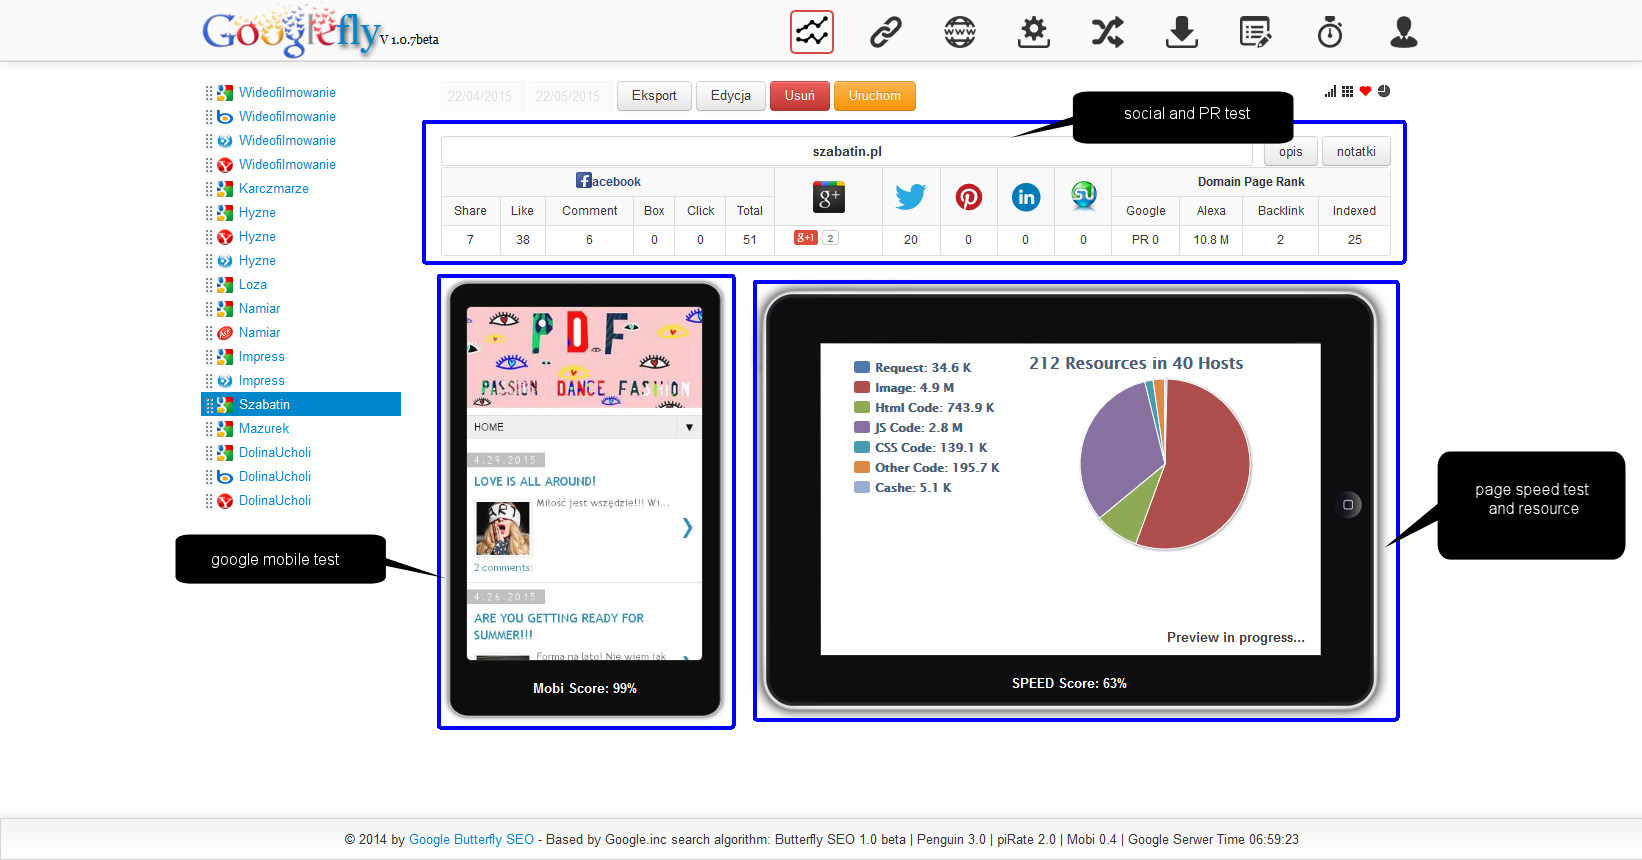 Googlefly V 1.0.7beta
22/04/2015 22/05/2015 Eksport Edycja Usuń Uruchom
Wideofilmowanie
Wideofilmowanie
Wideofilmowanie
Wideofilmowanie
Karczmarze
Hyzne
Hyzne
Hyzne
Loza
Namiar
Namiar
Impress
Impress
Szabatin
Mazurek
DolinaUcholi
DolinaUcholi
DolinaUcholi
social and PR test
szabatin.pl opis notatki
facebook Domain Page Rank
Share Like Comment Box Click Total Google Alexa Backlink Indexed
7 38 6 0 0 51 g+1 2 20 0 0 0 PR 0 10.8 M 2 25
google mobile test
P.D.F
PASSION DANCE FASHION
HOME
4.29.2015
LOVE IS ALL AROUND!
Miłość jest wszędzie!!! Wi...
ART
2 comments:
4.26.2015
ARE YOU GETTING READY FOR
SUMMER!!!
Forma na lato! Nie wiem jak
Mobi Score: 99%
212 Resources in 40 Hosts
Request: 34.6 K
Image: 4.9 M
Html Code: 743.9 K
JS Code: 2.8 M
CSS Code: 139.1 K
Other Code: 195.7 K
Cashe: 5.1 K
Preview in progress...
SPEED Score: 63%
page speed test
and resource
© 2014 by Google Butterfly SEO - Based by Google.inc search algorithm: Butterfly SEO 1.0 beta | Penguin 3.0 | piRate 2.0 | Mobi 0.4 | Google Serwer Time 06:59:23